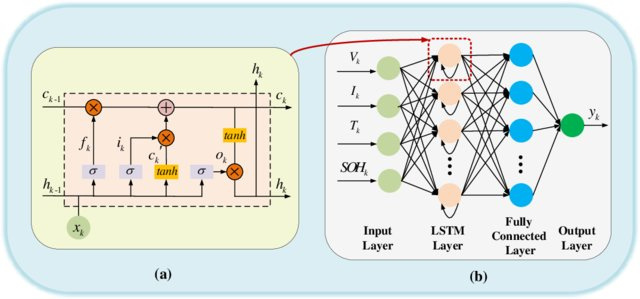 h_k
c_{k-1}
c_k
f_k
i_k
c_k'
tanh
o_k
σ
σ
tanh
σ
h_{k-1}
h_k
x_k
(a)
V_k
I_k
T_k
SOH_k
y_k
Input
Layer
LSTM
Layer
Fully
Connected
Layer
Output
Layer
(b)